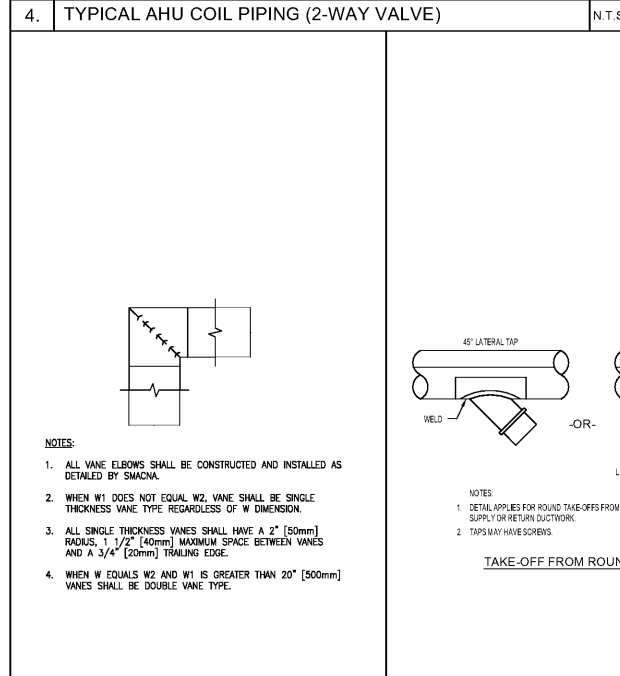 4. TYPICAL AHU COIL PIPING (2-WAY VALVE)
N.T.S
NOTES:
1. ALL VANE ELBOWS SHALL BE CONSTRUCTED AND INSTALLED AS
DETAILED BY SMACNA.
2. WHEN W1 DOES NOT EQUAL W2, VANE SHALL BE SINGLE
THICKNESS VANE TYPE REGARDLESS OF W DIMENSION.
3. ALL SINGLE THICKNESS VANES SHALL HAVE A 2" [50mm]
RADIUS, 1 1/2" [40mm] MAXIMUM SPACE BETWEEN VANES
AND A 3/4" [20mm] TRAILING EDGE.
4. WHEN W EQUALS W2 AND W1 IS GREATER THAN 20" [500mm]
VANES SHALL BE DOUBLE VANE TYPE.
45° LATERAL TAP
WELD
-OR-
L
NOTES:
1. DETAIL APPLIES FOR ROUND TAKE-OFFS FROM
SUPPLY OR RETURN DUCTWORK.
2 TAPS MAY HAVE SCREWS.
TAKE-OFF FROM ROUN